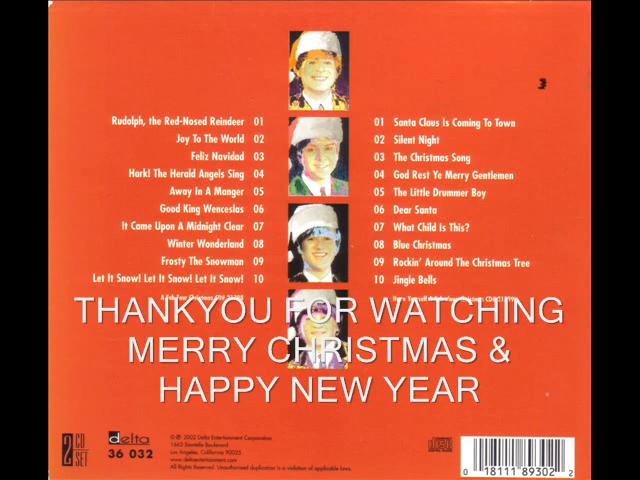 Rudolph, the Red-Nosed Reindeer 01
Joy To The World 02
Feliz Navidad 03
Hark! The Herald Angels Sing 04
Away In A Manger 05
Good King Wenceslas 06
It Came Upon A Midnight Clear 07
Winter Wonderland 08
Frosty The Snowman 09
Let It Snow! Let It Snow! Let It Snow! 10
01 Santa Claus Is Coming To Town
02 Silent Night
03 The Christmas Song
04 God Rest Ye Merry Gentlemen
05 The Little Drummer Boy
06 Dear Santa
07 What Child Is This?
08 Blue Christmas
09 Rockin' Around The Christmas Tree
10 Jingle Bells
THANKYOU FOR WATCHING
MERRY CHRISTMAS &
HAPPY NEW YEAR
2 CD SET
delta
36 032
© ℗ 2002 Delta Entertainment Corporation
1663 Sawtelle Boulevard
Los Angeles, California 90025
www.deltaentertainment.com
All Rights Reserved. Unauthorized duplication is a violation of applicable laws.
0 18111 89302 2